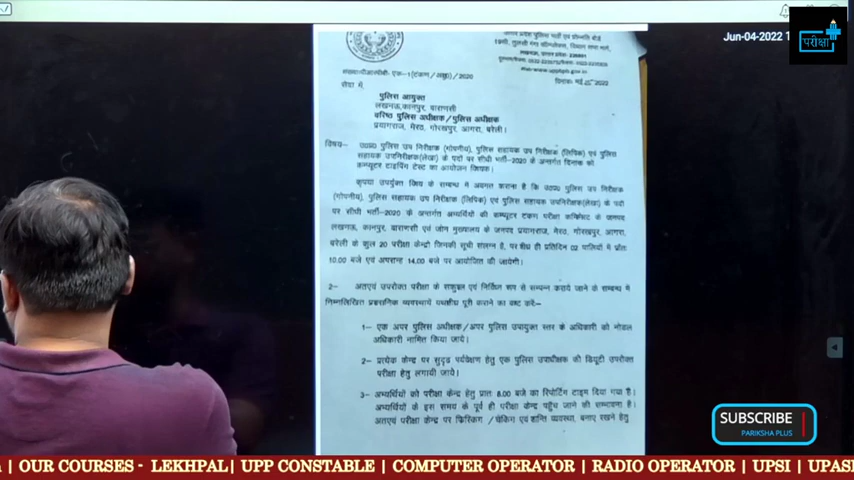 Jun-04-2022 1
परीक्षा
उत्तर प्रदेश पुलिस भर्ती एवं प्रोन्नति बोर्ड
लखनऊ, उ0प्र0
दिनांक: मई 2022
सेवा में,
पुलिस आयुक्त
लखनऊ,कानपुर, वाराणसी
वरिष्ठ पुलिस अधीक्षक/पुलिस अधीक्षक
प्रयागराज, मेरठ, गोरखपुर, आगरा, बरेली।
विषय- उ0प्र0 पुलिस उप निरीक्षक (गोपनीय), पुलिस सहायक उप निरीक्षक (लिपिक) एवं पुलिस
सहायक उपनिरीक्षक(लेखा) के पदों पर सीधी भर्ती-2020 के अन्तर्गत दिनांक को
कम्प्यूटर टाइपिंग टेस्ट का आयोजन विषयक।
कृपया उपर्युक्त विषय के सम्बन्ध में अवगत कराना है कि उ0प्र0 पुलिस उप निरीक्षक
(गोपनीय), पुलिस सहायक उप निरीक्षक (लिपिक) एवं पुलिस सहायक उपनिरीक्षक(लेखा) के पदों
पर सीधी भर्ती-2020 के अन्तर्गत अभ्यर्थियों की कम्प्यूटर टंकण परीक्षा के जनपद
लखनऊ, कानपुर, वाराणसी एवं जोन मुख्यालय के जनपद प्रयागराज, मेरठ, गोरखपुर, आगरा,
बरेली के कुल 20 परीक्षा केन्द्रों जिनकी सूची संलग्न है, पर शीघ्र ही प्रतिदिन 02 पालियों में प्रातः
10.00 बजे एवं अपरान्ह 14.00 बजे पर आयोजित की जायेगी।
2- अतएव उपरोक्त परीक्षा के सकुशल एवं निर्विघ्न रूप से सम्पन्न कराये जाने के सम्बन्ध में
निम्नलिखित प्रशासनिक व्यवस्थायें यथाशीघ्र पूरी कराने का कष्ट करें:-
1- एक अपर पुलिस अधीक्षक/अपर पुलिस उपायुक्त स्तर के अधिकारी को नोडल
अधिकारी नामित किया जाये।
2- प्रत्येक केन्द्र पर सुदृढ़ पर्यवेक्षण हेतु एक पुलिस उपाधीक्षक की डियूटी उपरोक्त
परीक्षा हेतु लगायी जाये।
3- अभ्यर्थियों को परीक्षा केन्द्र हेतु प्रातः 8.00 बजे का रिपोर्टिंग टाइम दिया गया है।
अभ्यर्थियों के इस समय के पूर्व ही परीक्षा केन्द्र पहुँच जाने की सम्भावना है।
अतएव परीक्षा केन्द्र पर फ्रिस्किंग /चेकिंग एवं शान्ति व्यवस्था, बनाए रखने हेतु
SUBSCRIBE
PARIKSHA PLUS
| OUR COURSES - LEKHPAL| UPP CONSTABLE | COMPUTER OPERATOR | RADIO OPERATOR | UPSI | UPASI